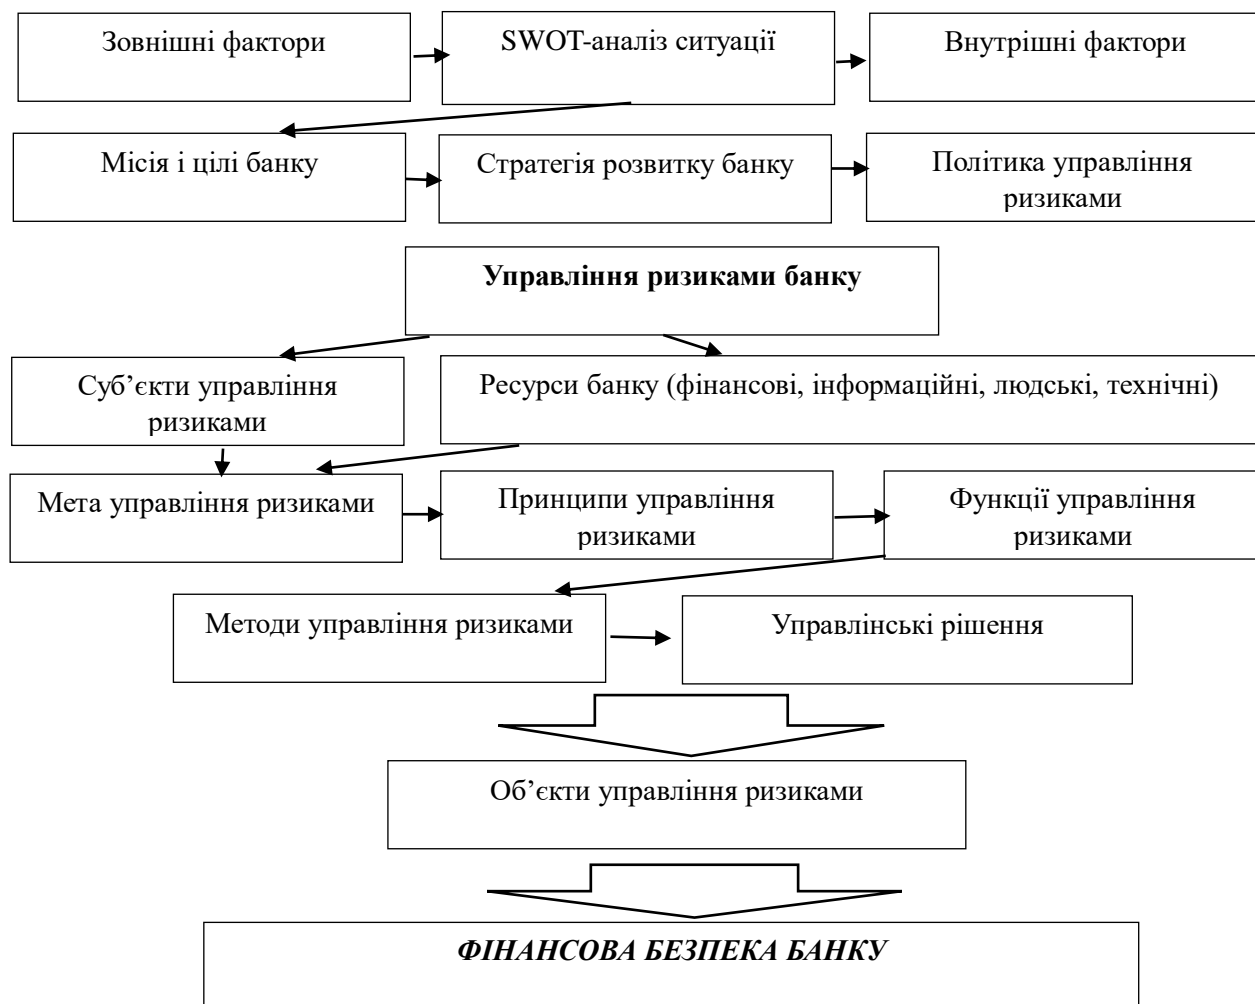 Зовнішні фактори
SWOT-аналіз ситуації
Внутрішні фактори
Місія і цілі банку
Стратегія розвитку банку
Політика управління
ризиками
Управління ризиками банку
Суб’єкти управління
ризиками
Ресурси банку (фінансові, інформаційні, людські, технічні)
Мета управління ризиками
Принципи управління
ризиками
Функції управління
ризиками
Методи управління ризиками
Управлінські рішення
Об’єкти управління ризиками
ФІНАНСОВА БЕЗПЕКА БАНКУ